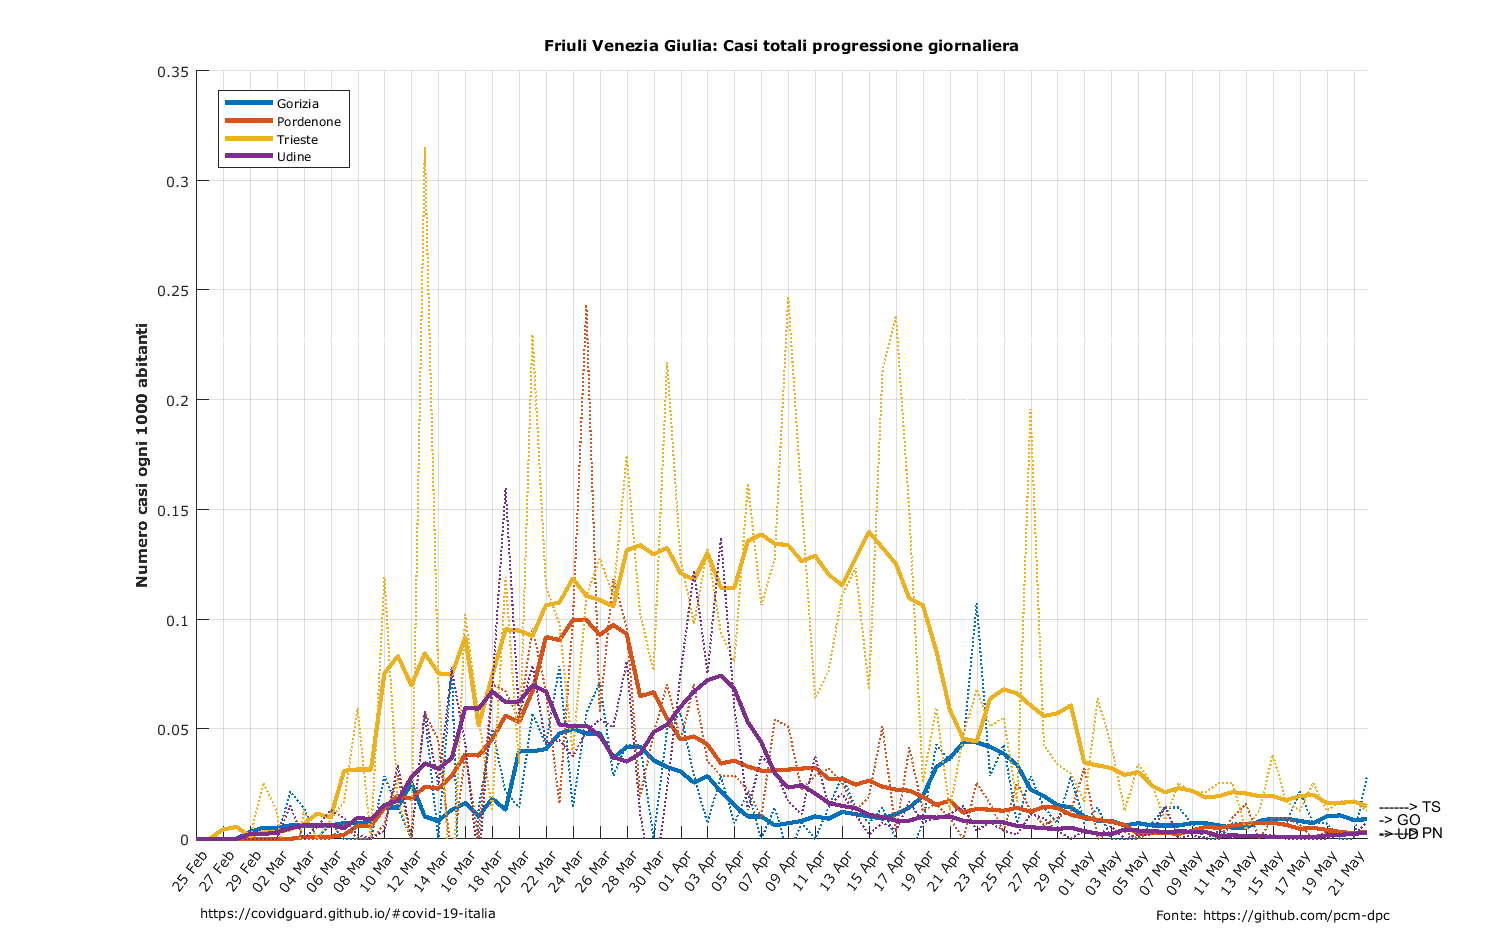 Friuli Venezia Giulia: Casi totali progressione giornaliera
Numero casi ogni 1000 abitanti
0.35
0.3
0.25
0.2
0.15
0.1
0.05
0
Gorizia
Pordenone
Trieste
Udine
------> TS
-> GO
-> UD
----> PN
25 Feb
27 Feb
29 Feb
02 Mar
04 Mar
06 Mar
08 Mar
10 Mar
12 Mar
14 Mar
16 Mar
18 Mar
20 Mar
22 Mar
24 Mar
26 Mar
28 Mar
30 Mar
01 Apr
03 Apr
05 Apr
07 Apr
09 Apr
11 Apr
13 Apr
15 Apr
17 Apr
19 Apr
21 Apr
23 Apr
25 Apr
27 Apr
29 Apr
01 May
03 May
05 May
07 May
09 May
11 May
13 May
15 May
17 May
19 May
21 May
https://covidguard.github.io/#covid-19-italia
Fonte: https://github.com/pcm-dpc